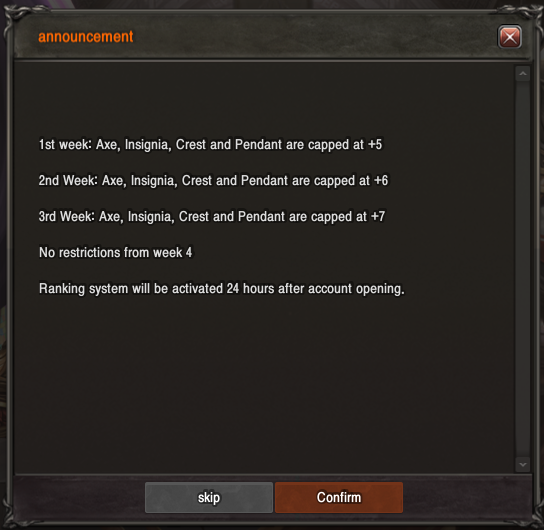 announcement
1st week: Axe, Insignia, Crest and Pendant are capped at +5
2nd Week: Axe, Insignia, Crest and Pendant are capped at +6
3rd Week: Axe, Insignia, Crest and Pendant are capped at +7
No restrictions from week 4
Ranking system will be activated 24 hours after account opening.
skip
Confirm